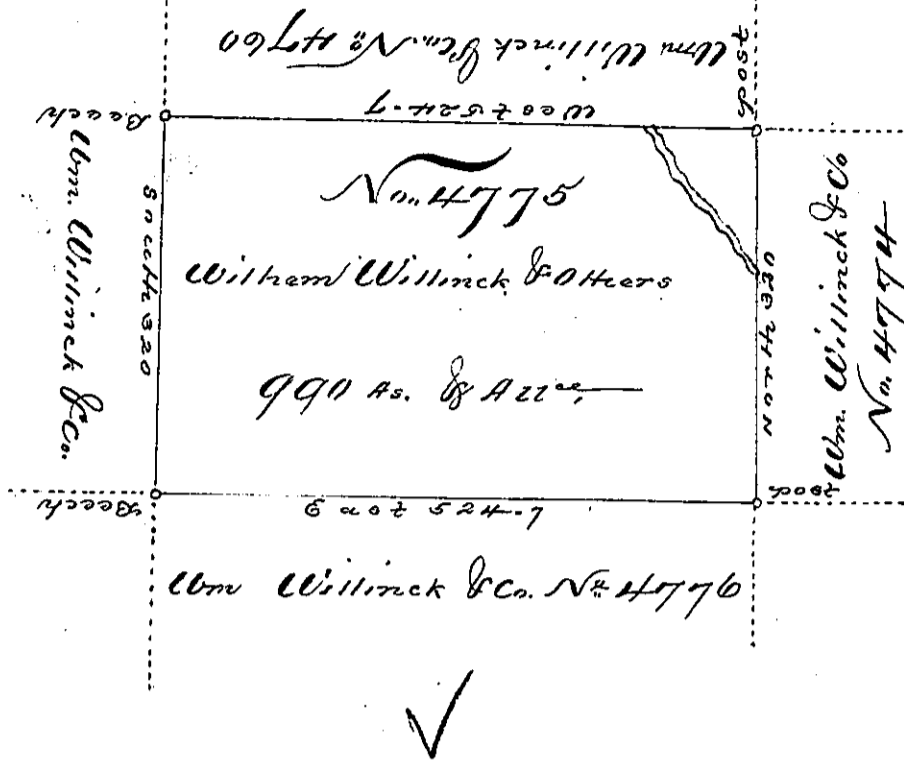 Wm Willinck & Co. No. 4760
post
West 524.7
Beech
No. 4775
William Willinck & Others
990 As. & Allce.
South 320
North 320
Wm. Willinck & Co.
Wm. Willinck & Co
No. 4774
Beech
East 524.7
post
Wm Willinck & Co. No. 4776